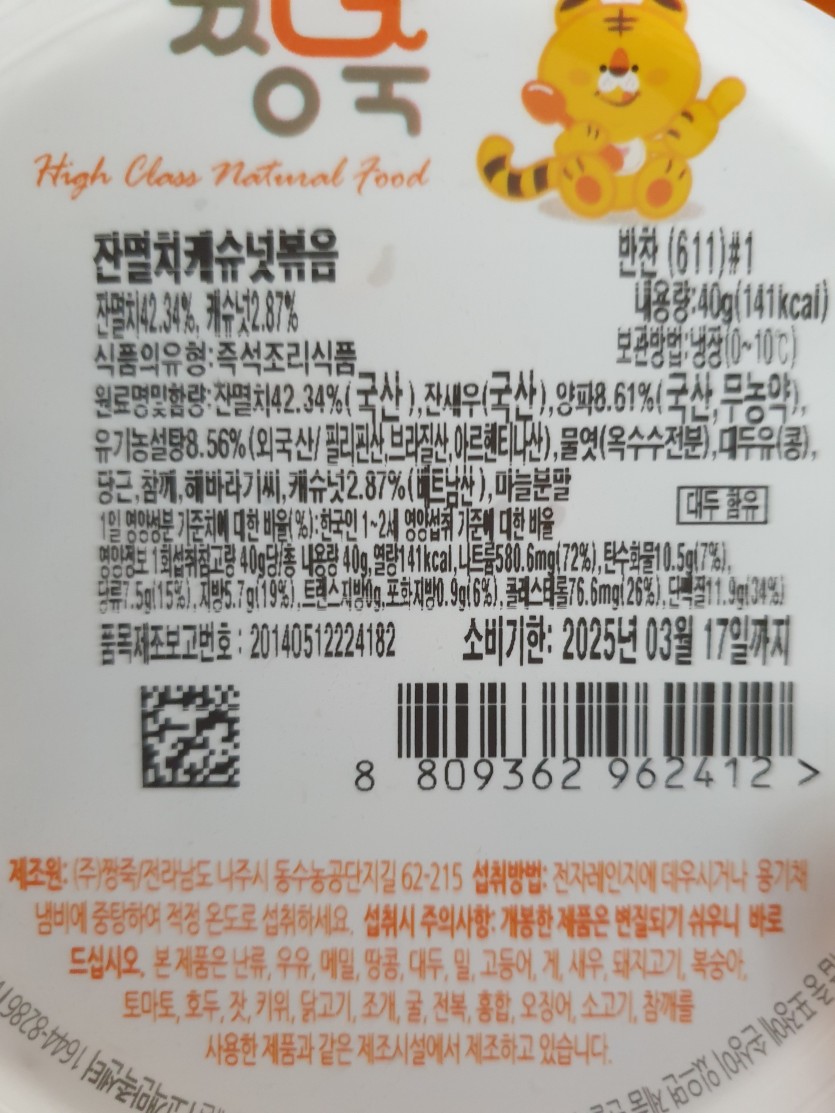 짱죽
High Class Natural Food
잔멸치캐슈넛볶음
반찬 (611)#1
잔멸치42.34%, 캐슈넛2.87%
내용량:40g(141kcal)
식품의유형:즉석조리식품
보관방법:냉장(0~10℃)
원료명및함량:잔멸치42.34%(국산),잔새우(국산),양파8.61%(국산,무농약),
유기농설탕8.56%(외국산/필리핀산,브라질산,아르헨티나산),물엿(옥수수전분),대두유(콩),
당근,참깨,해바라기씨,캐슈넛2.87%(베트남산),마늘분말
대두 함유
1일 영양성분 기준치에 대한 비율(%):한국인 1~2세 영양섭취 기준에 대한 비율
영양정보 1회섭취참고량 40g당/총 내용량 40g,열량141kcal,나트륨580.6mg(72%),탄수화물10.5g(7%),
당류7.5g(15%),지방5.7g(19%),트랜스지방0g,포화지방0.9g(6%),콜레스테롤76.6mg(26%),단백질11.9g(34%)
품목제조보고번호 : 20140512224182
소비기한: 2025년 03월 17일까지
8 809362 962412 >
제조원: (주)짱죽/전라남도 나주시 동수농공단지길 62-215 섭취방법: 전자레인지에 데우시거나 용기채
냄비에 중탕하여 적정 온도로 섭취하세요. 섭취시 주의사항: 개봉한 제품은 변질되기 쉬우니 바로
드십시오. 본 제품은 난류, 우유, 메밀, 땅콩, 대두, 밀, 고등어, 게, 새우, 돼지고기, 복숭아,
토마토, 호두, 잣, 키위, 닭고기, 조개, 굴, 전복, 홍합, 오징어, 소고기, 참깨를
사용한 제품과 같은 제조시설에서 제조하고 있습니다.
고객만족센터 1644-8286